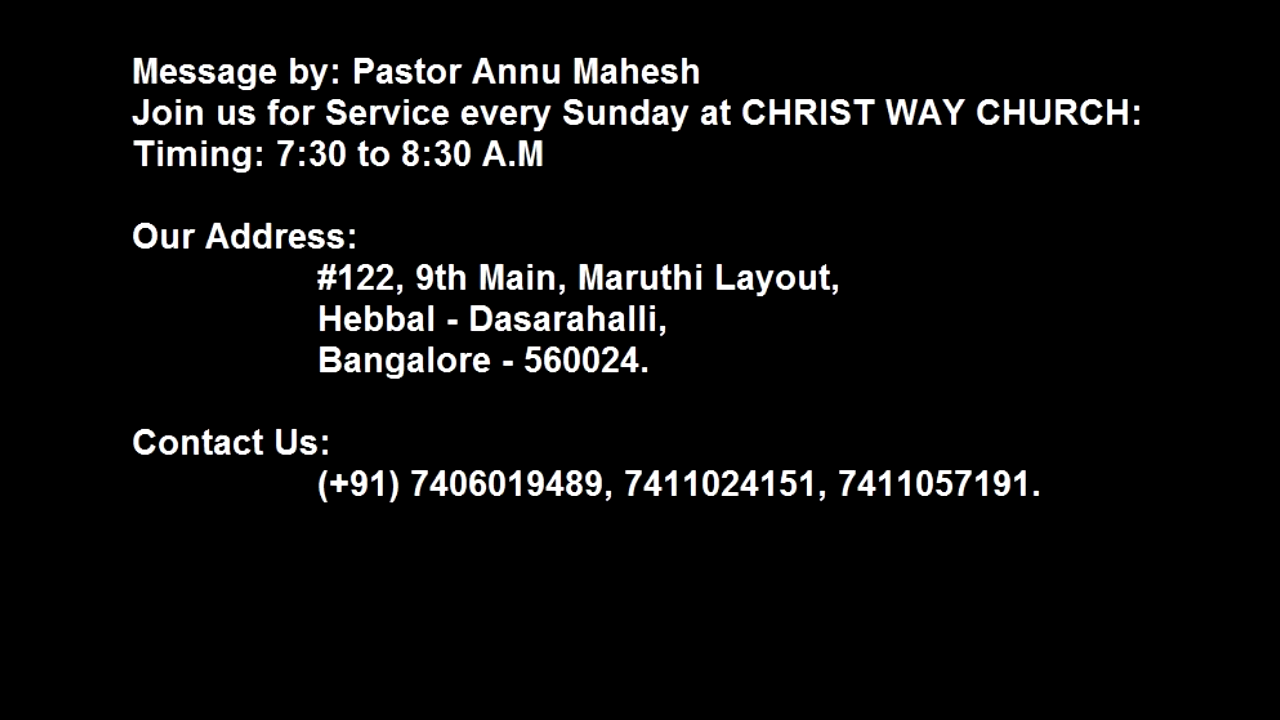 Message by: Pastor Annu Mahesh
Join us for Service every Sunday at CHRIST WAY CHURCH:
Timing: 7:30 to 8:30 A.M
Our Address:
#122, 9th Main, Maruthi Layout,
Hebbal - Dasarahalli,
Bangalore - 560024.
Contact Us:
(+91) 7406019489, 7411024151, 7411057191.